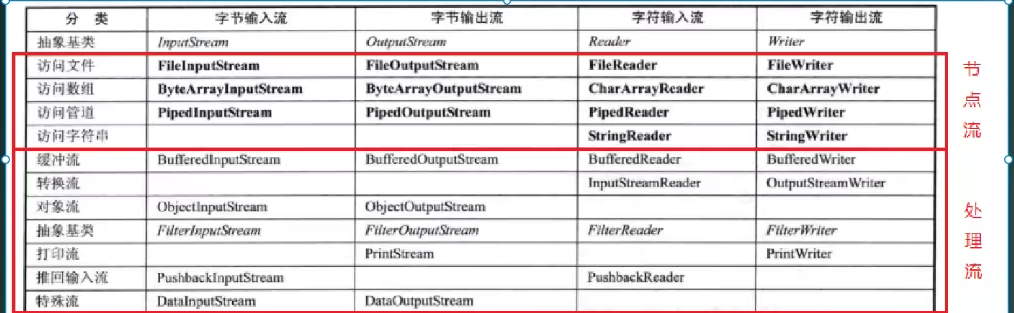 分 类 字节输入流 字节输出流 字符输入流 字符输出流
抽象基类 InputStream OutputStream Reader Writer
访问文件 FileInputStream FileOutputStream FileReader FileWriter
访问数组 ByteArrayInputStream ByteArrayOutputStream CharArrayReader CharArrayWriter
访问管道 PipedInputStream PipedOutputStream PipedReader PipedWriter
访问字符串 StringReader StringWriter
缓冲流 BufferedInputStream BufferedOutputStream BufferedReader BufferedWriter
转换流 InputStreamReader OutputStreamWriter
对象流 ObjectInputStream ObjectOutputStream
抽象基类 FilterInputStream FilterOutputStream FilterReader FilterWriter
打印流 PrintStream PrintWriter
推回输入流 PushbackInputStream PushbackReader
特殊流 DataInputStream DataOutputStream
节
点
流
处
理
流